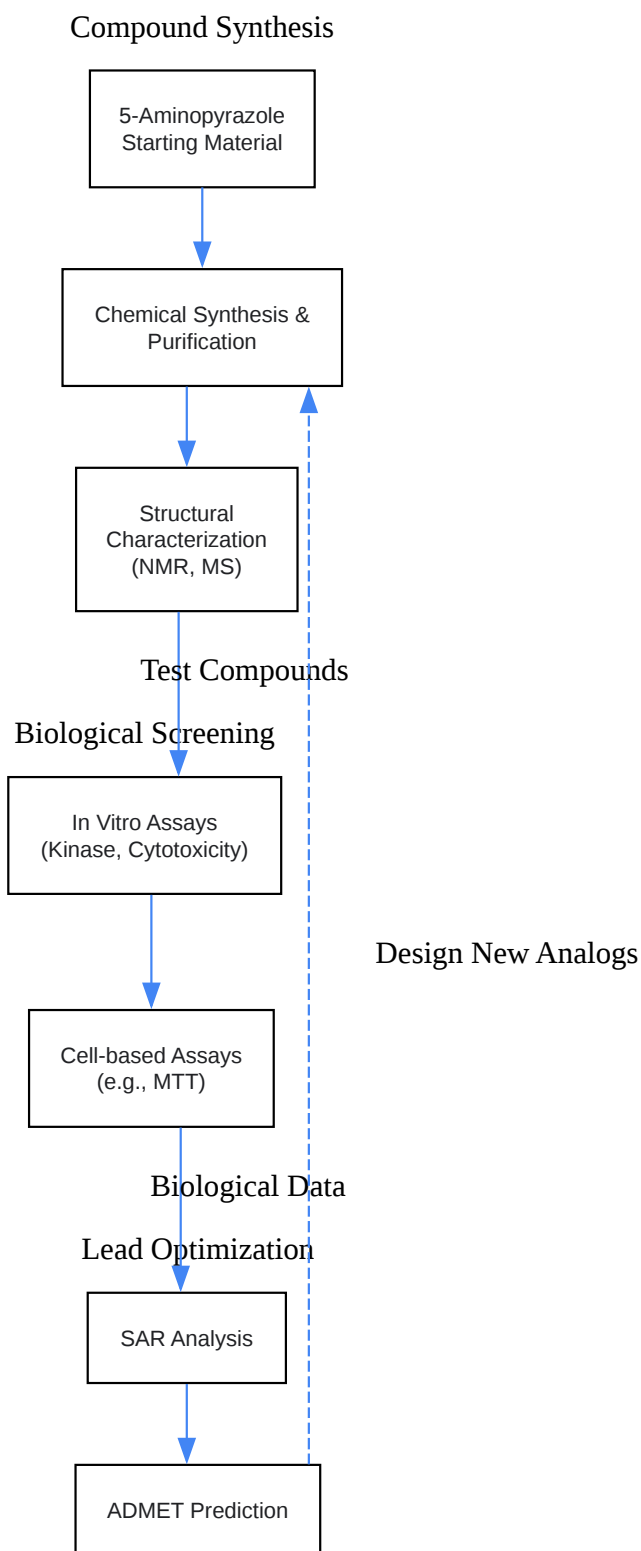 Compound Synthesis
5-Aminopyrazole
Starting Material
Chemical Synthesis &
Purification
Structural
Characterization
(NMR, MS)
Test Compounds
Biological Screening
In Vitro Assays
(Kinase, Cytotoxicity)
Design New Analogs
Cell-based Assays
(e.g., MTT)
Biological Data
Lead Optimization
SAR Analysis
ADMET Prediction